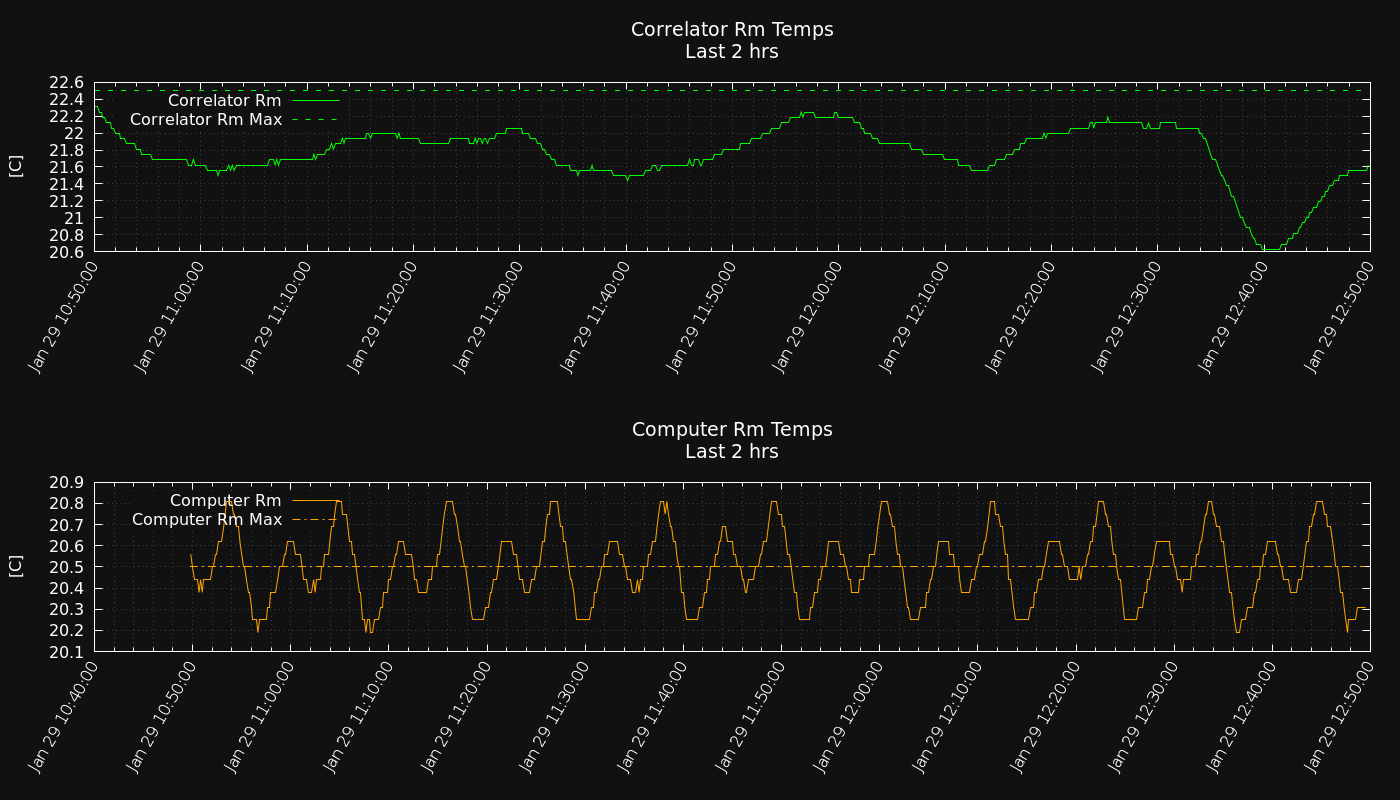 Correlator Rm Temps
Last 2 hrs
22.6
22.4
22.2
22
21.8
21.6
21.4
21.2
21
20.8
20.6
[C]
Correlator Rm
Correlator Rm Max
Jan 29 10:50:00
Jan 29 11:00:00
Jan 29 11:10:00
Jan 29 11:20:00
Jan 29 11:30:00
Jan 29 11:40:00
Jan 29 11:50:00
Jan 29 12:00:00
Jan 29 12:10:00
Jan 29 12:20:00
Jan 29 12:30:00
Jan 29 12:40:00
Jan 29 12:50:00
Computer Rm Temps
Last 2 hrs
20.9
20.8
20.7
20.6
20.5
20.4
20.3
20.2
20.1
[C]
Computer Rm
Computer Rm Max
Jan 29 10:40:00
Jan 29 10:50:00
Jan 29 11:00:00
Jan 29 11:10:00
Jan 29 11:20:00
Jan 29 11:30:00
Jan 29 11:40:00
Jan 29 11:50:00
Jan 29 12:00:00
Jan 29 12:10:00
Jan 29 12:20:00
Jan 29 12:30:00
Jan 29 12:40:00
Jan 29 12:50:00